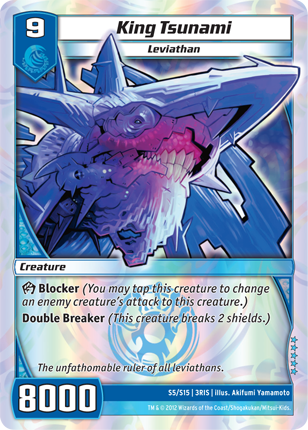 9
King Tsunami
Leviathan
Creature
Blocker (You may tap this creature to change
an enemy creature's attack to this creature.)
Double Breaker (This creature breaks 2 shields.)
The unfathomable ruler of all leviathans.
8000
S5/S15 | 3RIS | illus. Akifumi Yamamoto
TM & © 2012 Wizards of the Coast/Shogakukan/Mitsui-Kids.